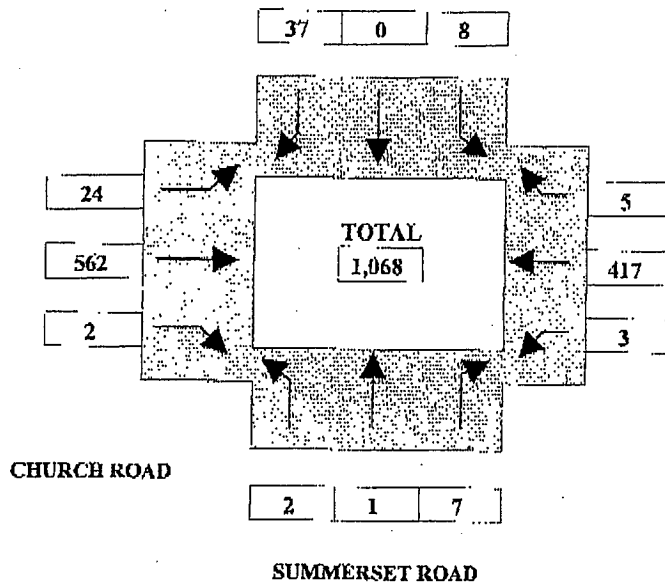 37 0 8
24 5
TOTAL
562 1,068 417
2 3
CHURCH ROAD
2 1 7
SUMMERSET ROAD